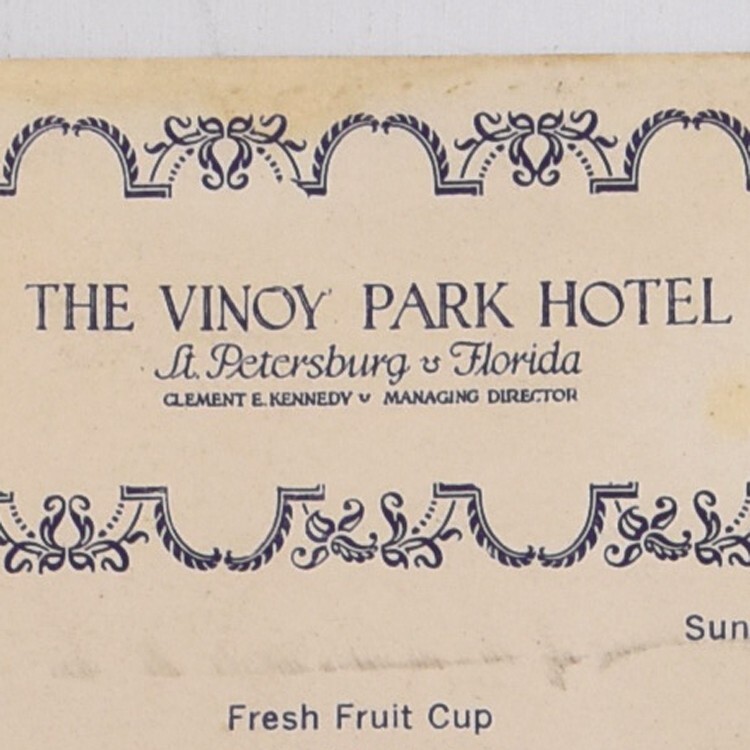 THE VINOY PARK HOTEL
St. Petersburg Florida
CLEMENT E. KENNEDY MANAGING DIRECTOR
Sun
Fresh Fruit Cup